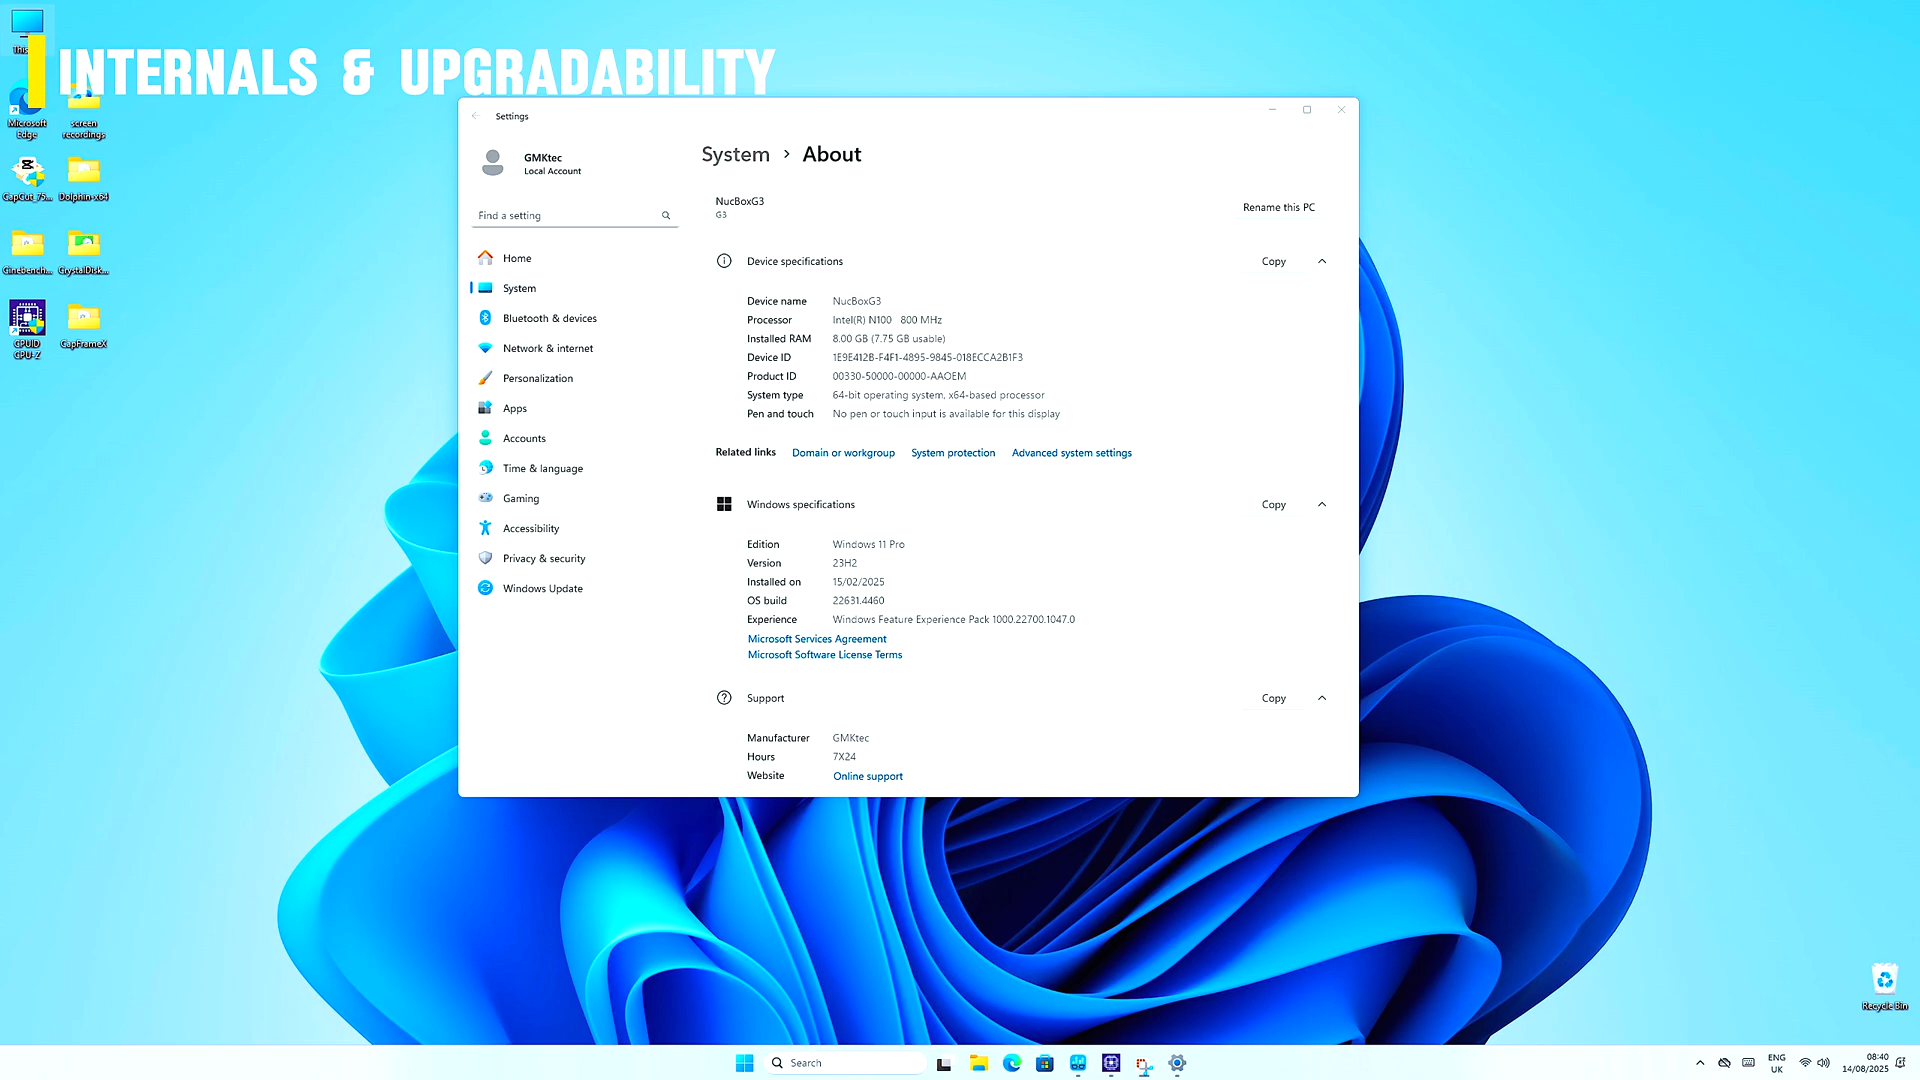 INTERNALS & UPGRADABILITY
Microsoft Edge
screen recordings
CapCut_75...
Dolphin-x64
Cinebench...
CrystalDisk...
CPUID CPU-Z
CapFrameX
Settings
GMKtec
Local Account
Find a setting
Home
System
Bluetooth & devices
Network & internet
Personalization
Apps
Accounts
Time & language
Gaming
Accessibility
Privacy & security
Windows Update
System > About
NucBoxG3
G3
Rename this PC
Device specifications
Copy
Device name NucBoxG3
Processor Intel(R) N100 800 MHz
Installed RAM 8.00 GB (7.75 GB usable)
Device ID 1E9E412B-F4F1-4895-9845-018ECCA2B1F3
Product ID 00330-50000-00000-AAOEM
System type 64-bit operating system, x64-based processor
Pen and touch No pen or touch input is available for this display
Related links Domain or workgroup System protection Advanced system settings
Windows specifications
Copy
Edition Windows 11 Pro
Version 23H2
Installed on 15/02/2025
OS build 22631.4460
Experience Windows Feature Experience Pack 1000.22700.1047.0
Microsoft Services Agreement
Microsoft Software License Terms
Support
Copy
Manufacturer GMKtec
Hours 7X24
Website Online support
Recycle Bin
Search
ENG
UK
08:40
14/08/2025